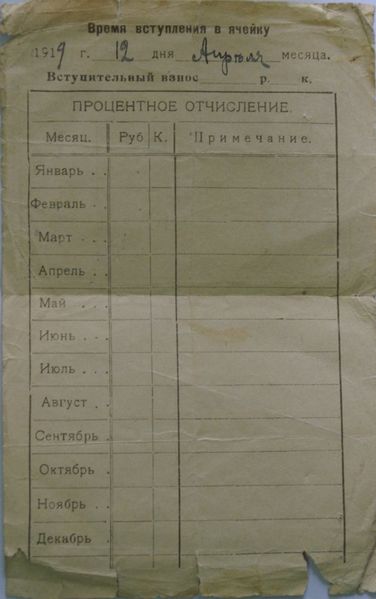 Время вступления в ячейку
1919 г. 12 дня Апреля месяца.
Вступительный взнос р. к.
ПРОЦЕНТНОЕ ОТЧИСЛЕНИЕ.
Месяц. Руб К. Примечание.
Январь . .
Февраль .
Март . . .
Апрель . .
Май . . .
Июнь . . .
Июль . . .
Август . .
Сентябрь .
Октябрь .
Ноябрь . .
Декабрь .